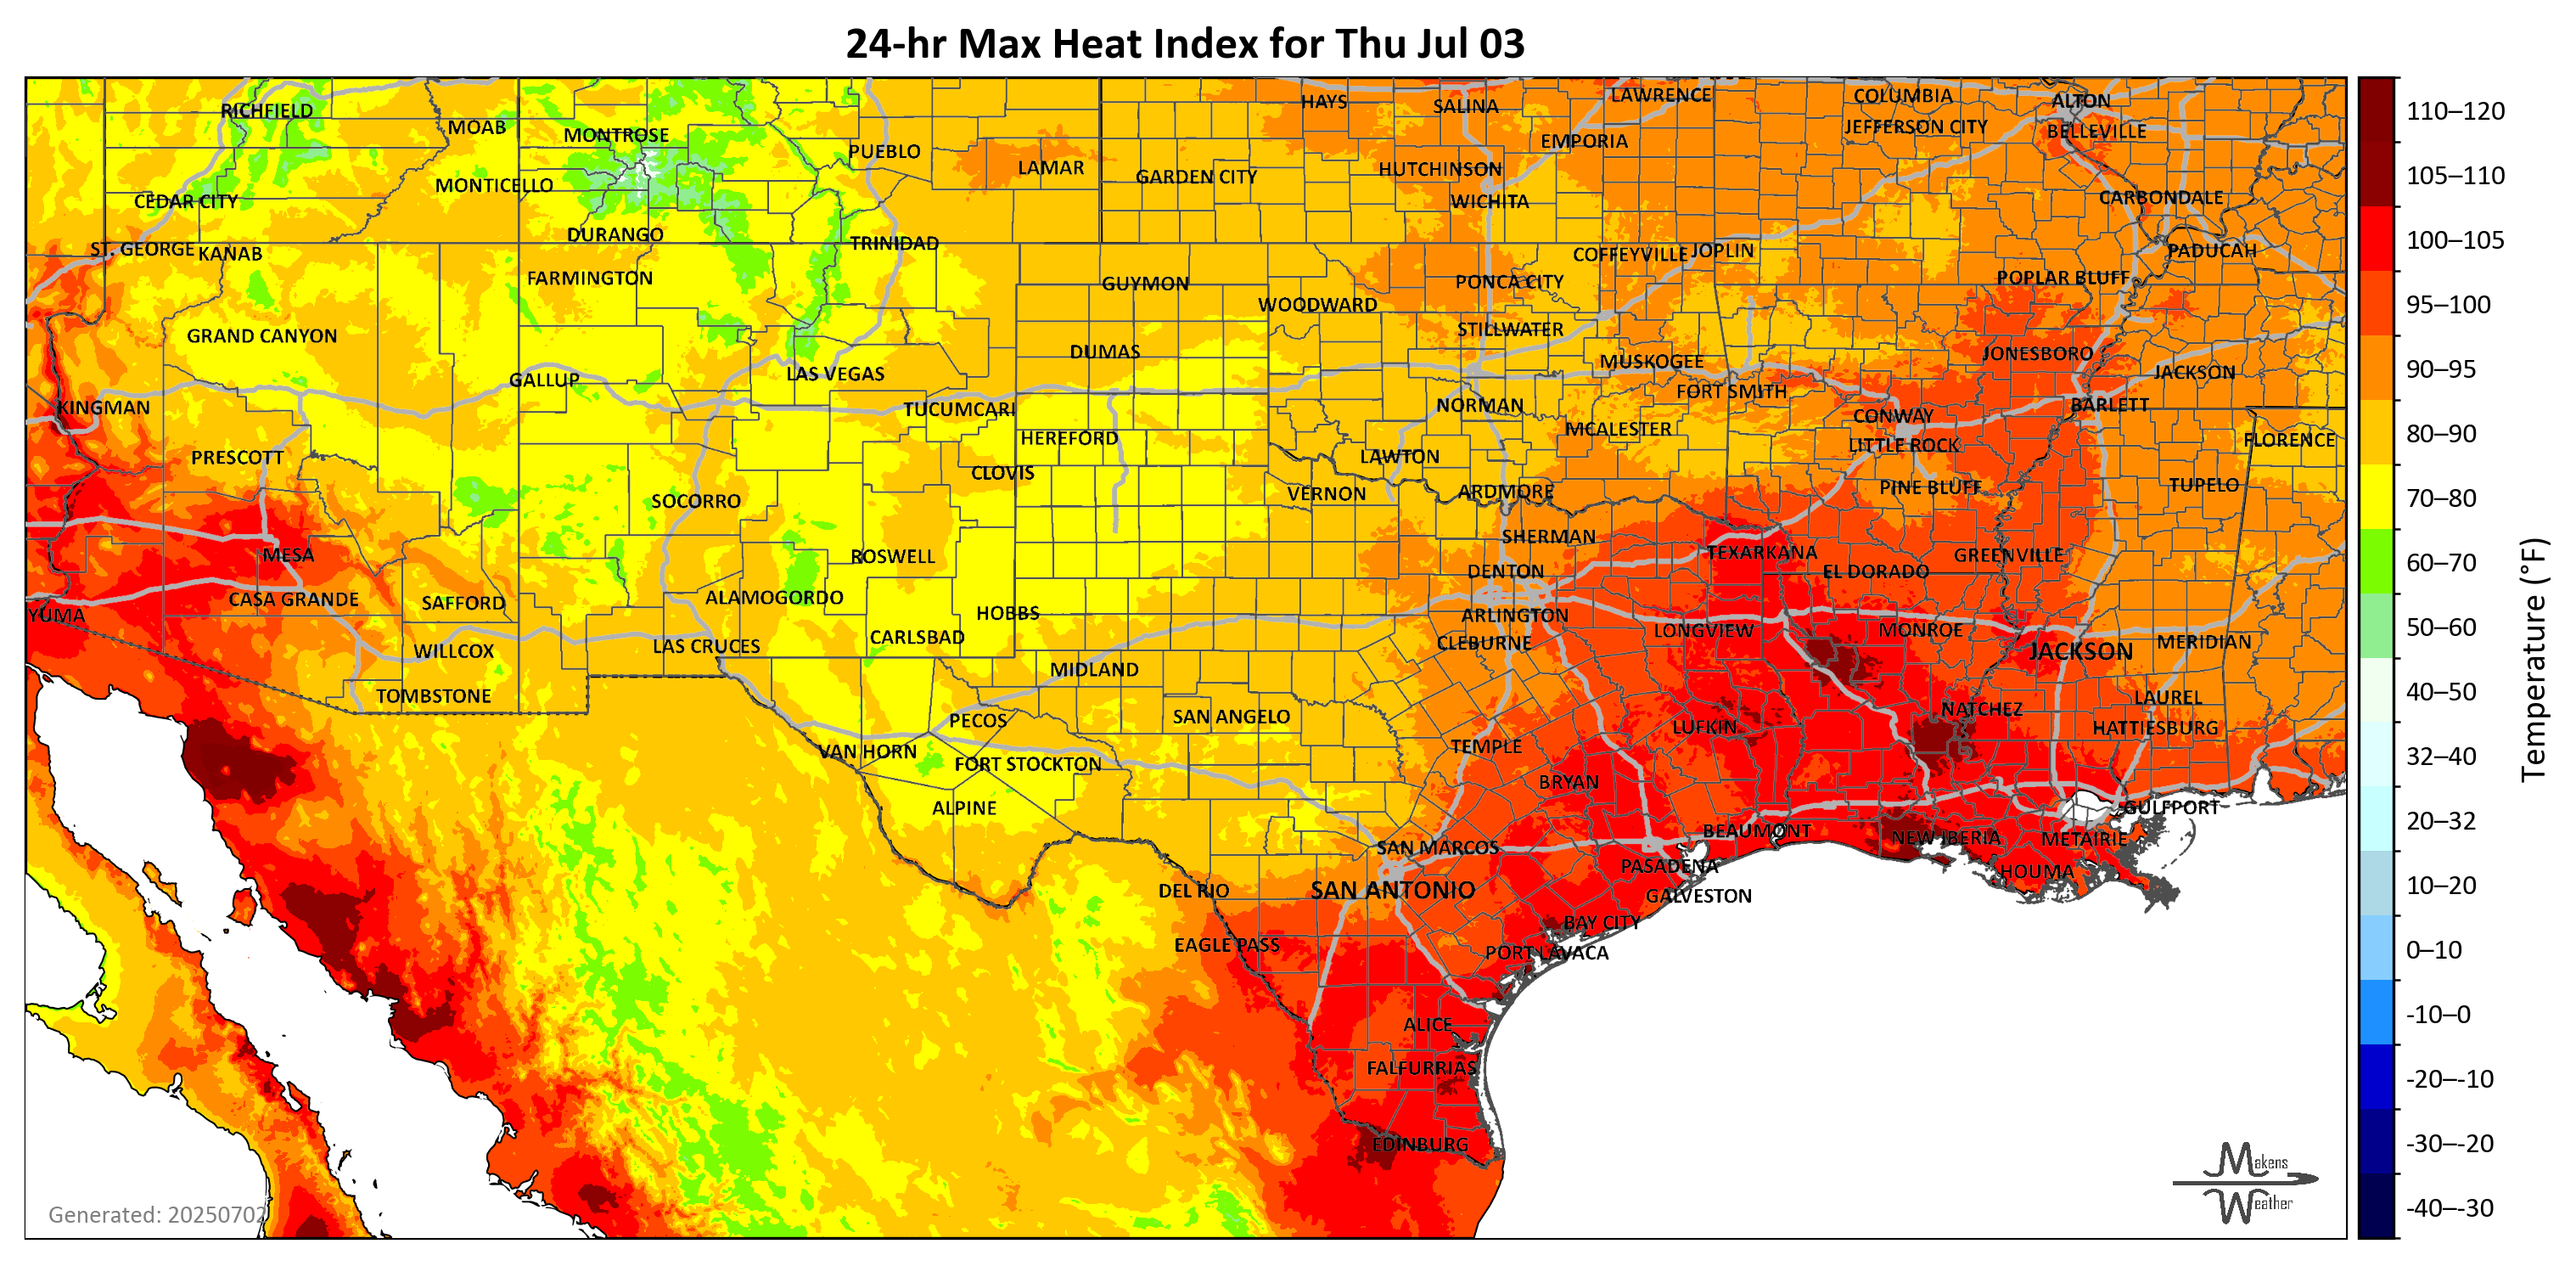 24-hr Max Heat Index for Thu Jul 03
RICHFIELD
MOAB
MONTROSE
PUEBLO
LAMAR
GARDEN CITY
HAYS
SALINA
LAWRENCE
EMPORIA
HUTCHINSON
WICHITA
COLUMBIA
JEFFERSON CITY
ALTON
BELLEVILLE
CARBONDALE
MONTICELLO
CEDAR CITY
DURANGO
TRINIDAD
ST. GEORGE
KANAB
FARMINGTON
GUYMON
WOODWARD
PONCA CITY
COFFEYVILLE
JOPLIN
POPLAR BLUFF
PADUCAH
GRAND CANYON
DUMAS
STILLWATER
MUSKOGEE
JONESBORO
JACKSON
GALLUP
LAS VEGAS
KINGMAN
TUCUMCARI
NORMAN
FORT SMITH
CONWAY
BARLETT
HEREFORD
MCALESTER
LITTLE ROCK
FLORENCE
PRESCOTT
CLOVIS
LAWTON
SOCORRO
VERNON
ARDMORE
PINE BLUFF
TUPELO
MESA
ROSWELL
SHERMAN
TEXARKANA
GREENVILLE
DENTON
EL DORADO
CASA GRANDE
SAFFORD
ALAMOGORDO
HOBBS
ARLINGTON
YUMA
WILLCOX
LAS CRUCES
CARLSBAD
CLEBURNE
LONGVIEW
MONROE
JACKSON
MERIDIAN
MIDLAND
TOMBSTONE
PECOS
SAN ANGELO
LUFKIN
NATCHEZ
LAUREL
HATTIESBURG
VAN HORN
FORT STOCKTON
TEMPLE
BRYAN
ALPINE
SAN MARCOS
BEAUMONT
NEW IBERIA
METAIRIE
GULFPORT
PASADENA
HOUMA
DEL RIO
SAN ANTONIO
GALVESTON
EAGLE PASS
BAY CITY
PORT LAVACA
ALICE
FALFURRIAS
EDINBURG
Generated: 20250702
Makens
Weather
110–120
105–110
100–105
95–100
90–95
80–90
70–80
60–70
50–60
40–50
32–40
20–32
10–20
0–10
-10–0
-20–-10
-30–-20
-40–-30
Temperature (°F)